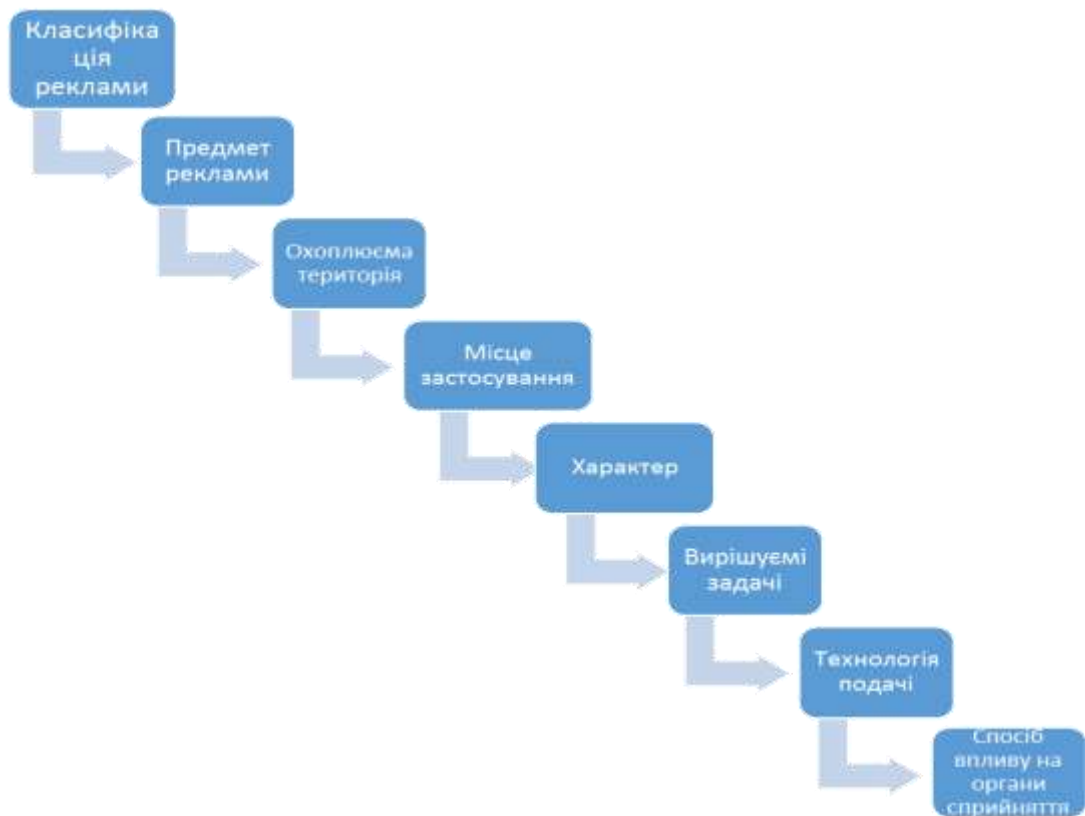 Класифіка
ція
реклами
Предмет
реклами
Охоплюєма
територія
Місце
застосування
Характер
Вирішуємі
задачі
Технологія
подачі
Спосіб
впливу на
органи
сприйняття